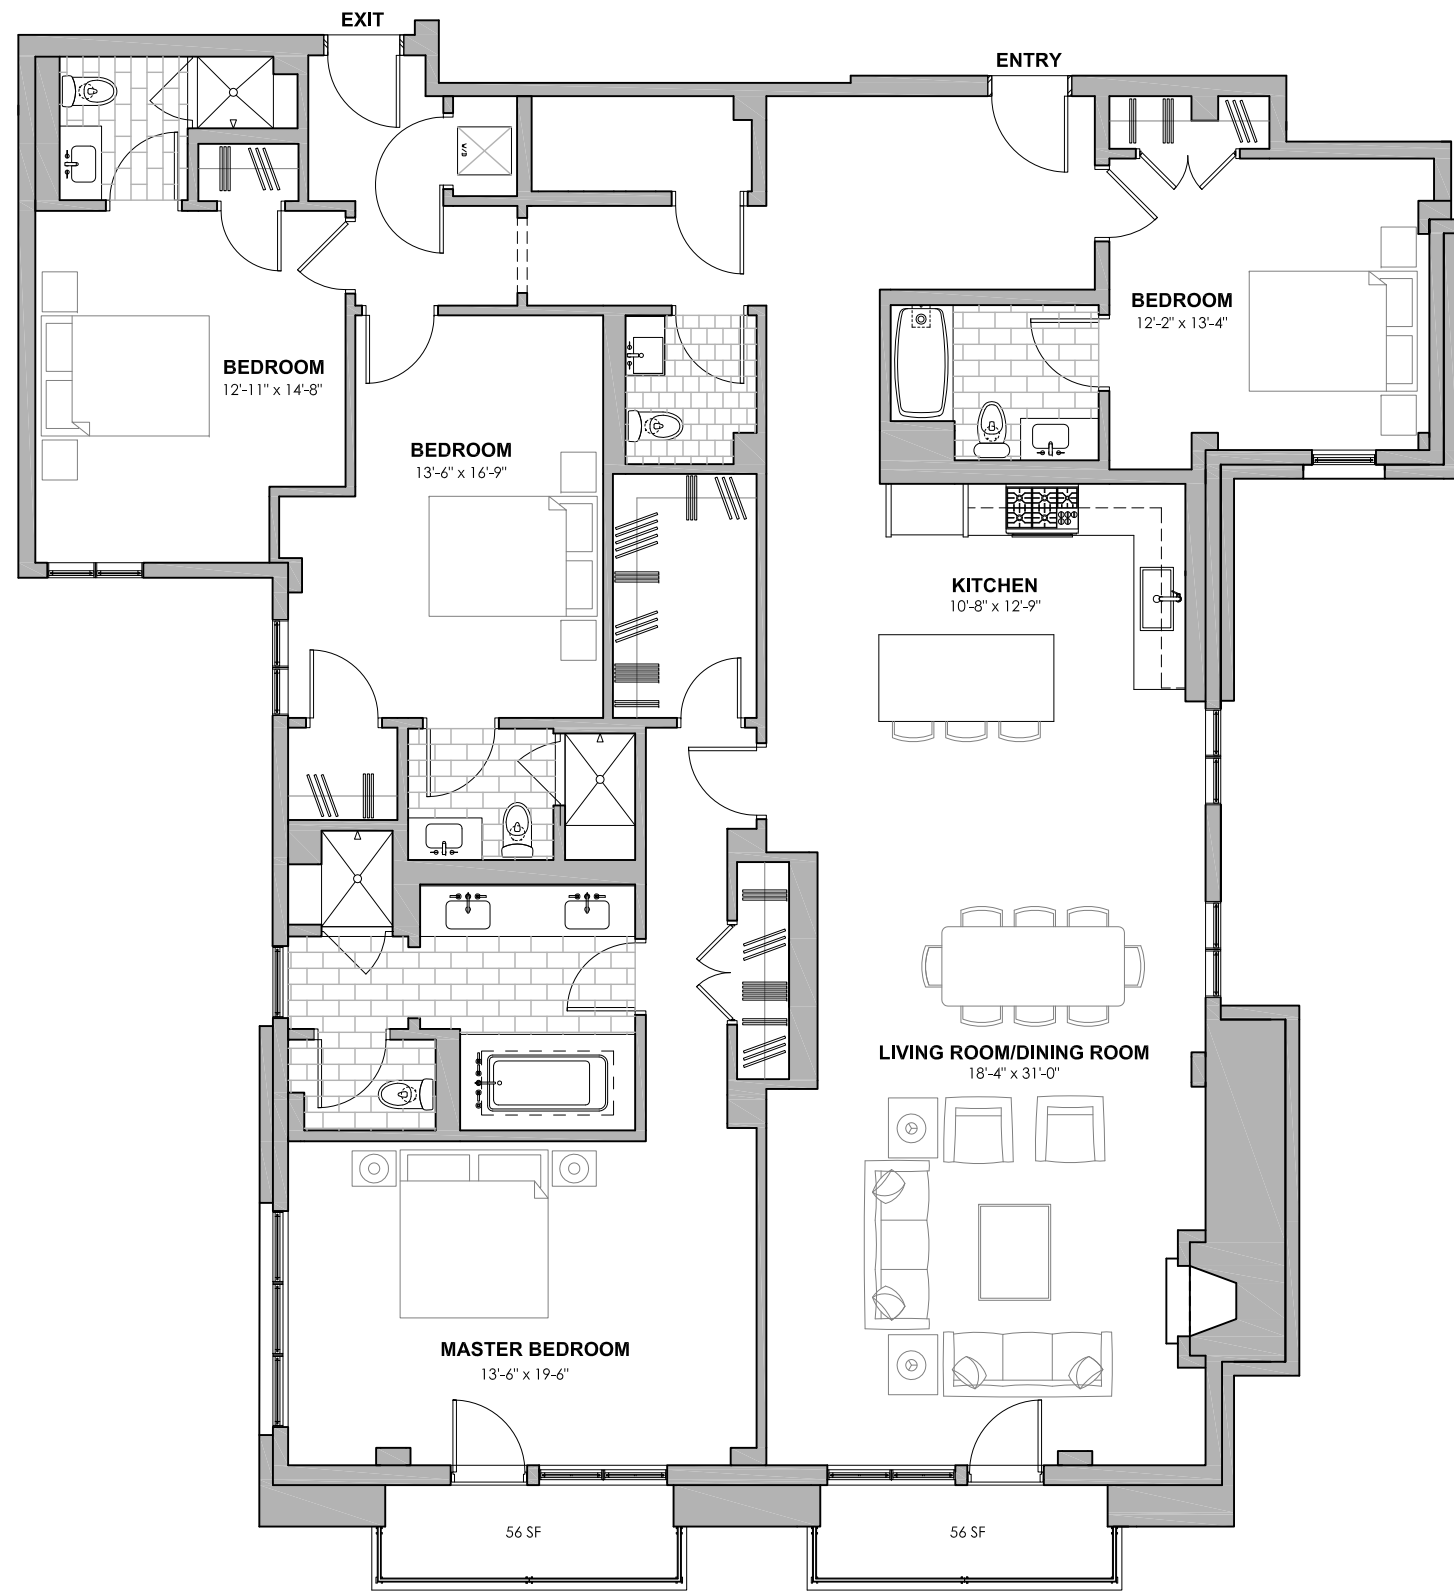 EXIT
ENTRY
W/D
BEDROOM
12'-2" x 13'-4"
BEDROOM
12'-11" x 14'-8"
BEDROOM
13'-6" x 16'-9"
KITCHEN
10'-8" x 12'-9"
LIVING ROOM/DINING ROOM
18'-4" x 31'-0"
MASTER BEDROOM
13'-6" x 19-6"
56 SF
56 SF